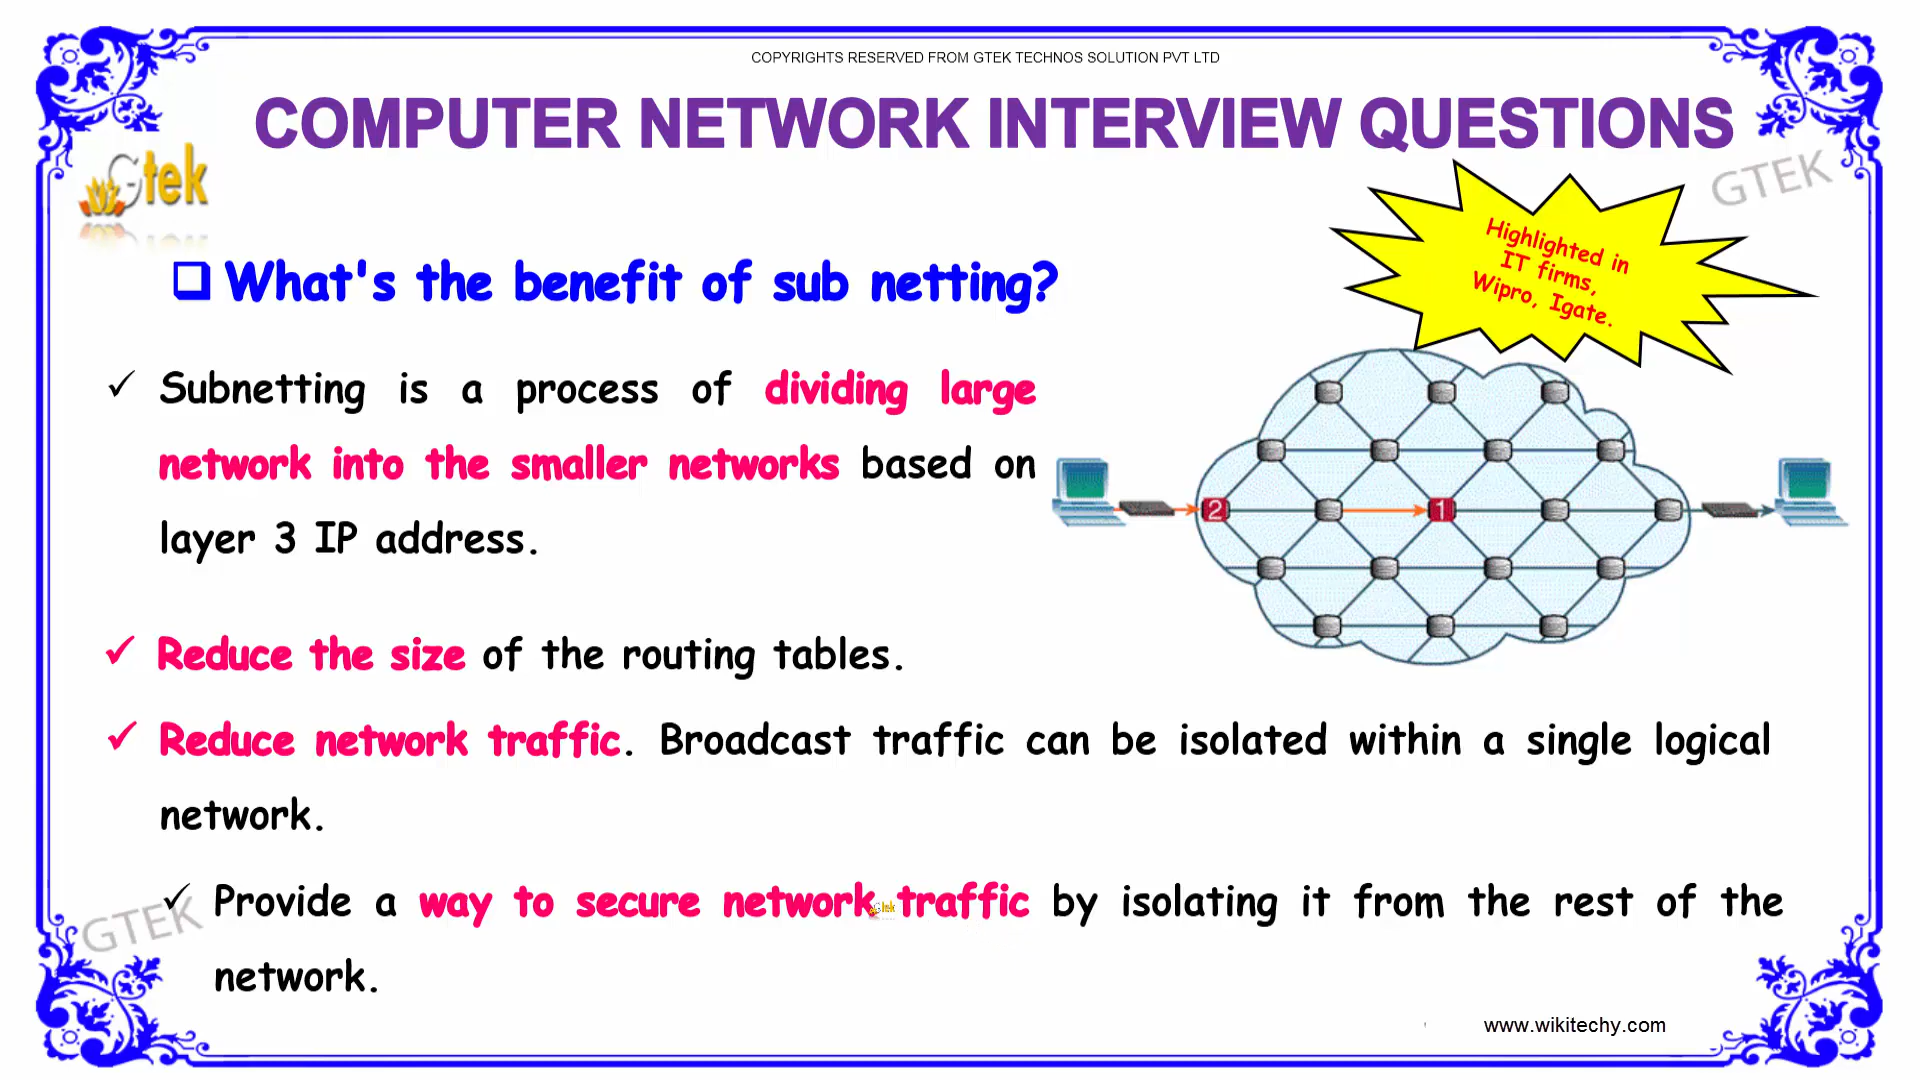 COPYRIGHTS RESERVED FROM GTEK TECHNOS SOLUTION PVT LTD
COMPUTER NETWORK INTERVIEW QUESTIONS
Gtek
GTEK
Highlighted in
IT firms,
Wipro, Igate.
What's the benefit of sub netting?
Subnetting is a process of dividing large
network into the smaller networks based on
layer 3 IP address.
2
1
Reduce the size of the routing tables.
Reduce network traffic. Broadcast traffic can be isolated within a single logical
network.
Provide a way to secure network traffic by isolating it from the rest of the
network.
GTEK
www.wikitechy.com